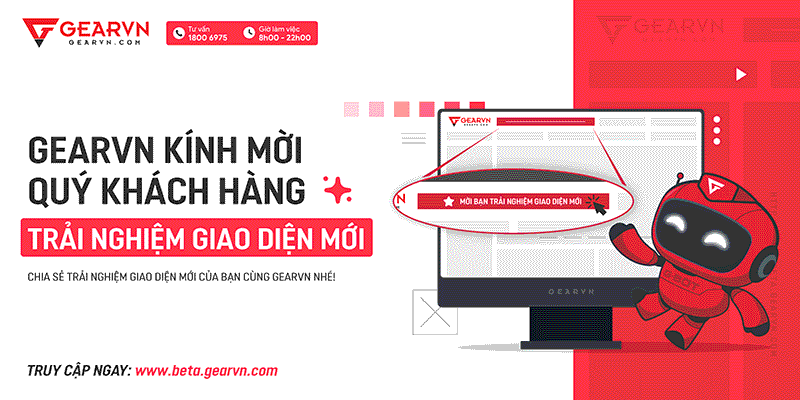 GEARVN
GEARVN.COM
Tư vấn
1800 6975
Giờ làm việc
8h00 - 22h00
GEARVN
GEARVN KÍNH MỜI
QUÝ KHÁCH HÀNG
TRẢI NGHIỆM GIAO DIỆN MỚI
CHIA SẺ TRẢI NGHIỆM GIAO DIỆN MỚI CỦA BẠN CÙNG GEARVN NHÉ!
TRUY CẬP NGAY: www.beta.gearvn.com
GEARVN
N
MỜI BẠN TRẢI NGHIỆM GIAO DIỆN MỚI
GEARVN